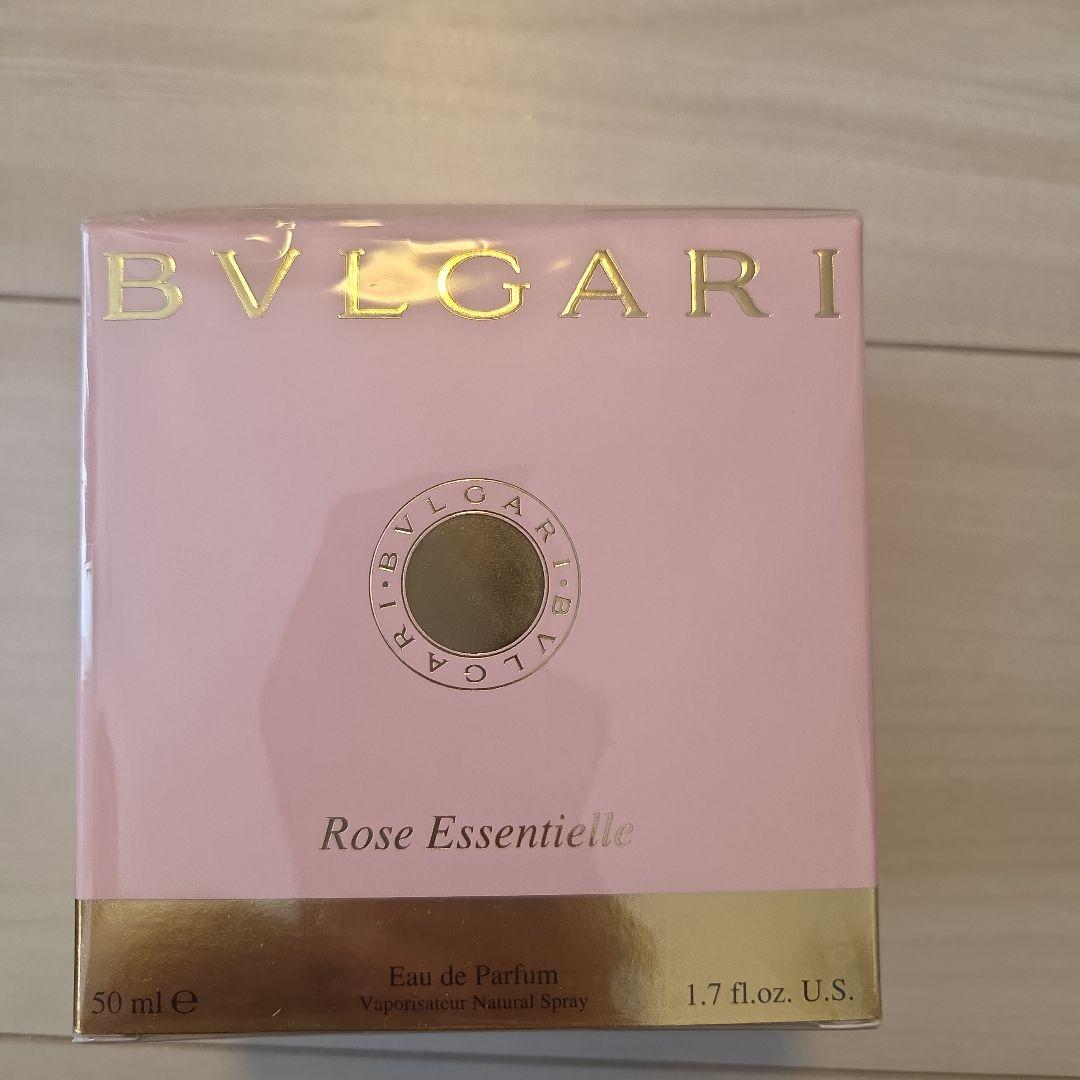 BVLGARI
BVLGARI • BVLGARI •
Rose Essentielle
Eau de Parfum
50 ml ℮ Vaporisateur Natural Spray 1.7 fl.oz. U.S.